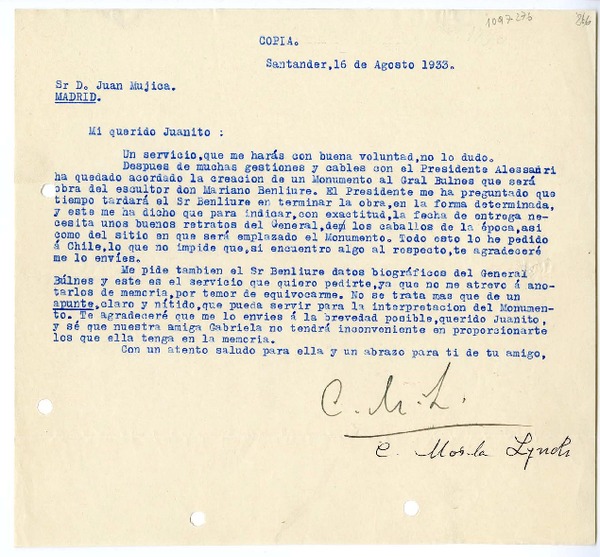 1097-276 866
COPIA.
Santander,16 de Agosto 1933.
Sr D. Juan Mujica.
MADRID.
Mi querido Juanito :
Un servicio,que me harás con buena voluntad,no lo dudo.
Despues de muchas gestiones y cables con el Presidente Alessandri
ha quedado acordado la creacion de un Monumento al Gral Bulnes que será
obra del escultor don Mariano Benliure. El Presidente me ha preguntado que
tiempo tardará el Sr Benliure en terminar la obra,en la forma determinada,
y este me ha dicho que para indicar,con exactitud,la fecha de entrega ne-
cesita unos buenos retratos del General,de los caballos de la época,asi
como del sitio en que será emplazado el Monumento. Todo esto lo he pedido
á Chile,lo que no impide que,si encuentro algo al respecto,te agradeceré
me lo envíes.
Me pide tambien el Sr Benliure datos biográficos del General
Búlnes y este es el servicio que quiero pedirte,ya que no me atrevo á ano-
tarlos de memoria,por temor de equivocarme. No se trata mas que de un
apunte,claro y nítido,que pueda servir para la interpretacion del Monumen-
to. Te agradeceré que me lo envies á la brevedad posible,querido Juanito,
y sé que nuestra amiga Gabriela no tendrá inconveniente en proporcionarte
los que ella tenga en la memoria.
Con un atento saludo para ella y un abrazo para ti de tu amigo,
C. M. L.
C. Morla Lynch